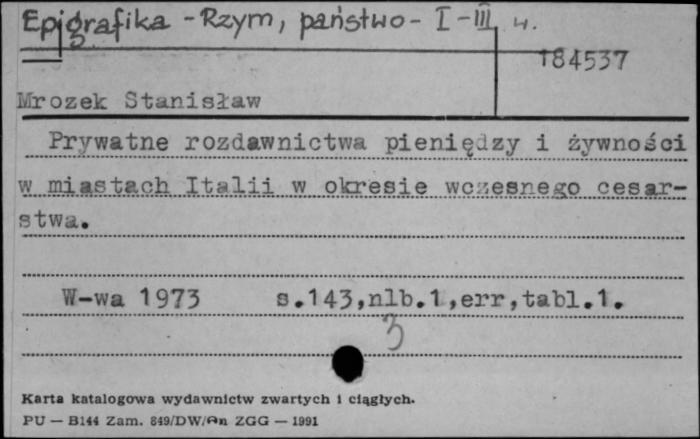 Epigrafika - Rzym, państwo - I-III w.
184537
Mrozek Stanisław
Prywatne rozdawnictwa pieniędzy i żywności
w miastach Italii w okresie wczesnego cesar-
stwa.
W-wa 1973 s.143,nlb.1,err,tabl.1.
3
Karta katalogowa wydawnictw zwartych i ciągłych.
PU — B144 Zam. 849/DW/An ZGG — 1991